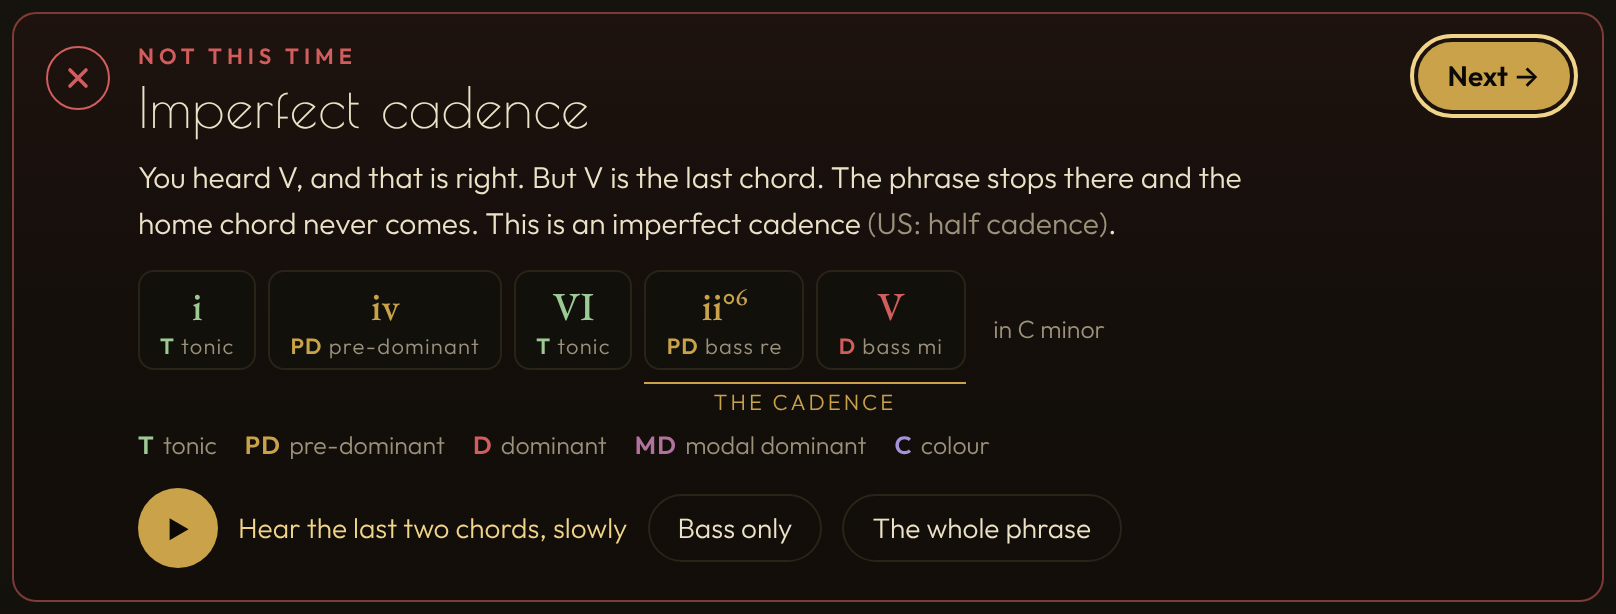 NOT THIS TIME
Imperfect cadence
Next →
You heard V, and that is right. But V is the last chord. The phrase stops there and the
home chord never comes. This is an imperfect cadence (US: half cadence).
i iv VI ii°⁶ V
T tonic PD pre-dominant T tonic PD bass re D bass mi in C minor
THE CADENCE
T tonic PD pre-dominant D dominant MD modal dominant C colour
Hear the last two chords, slowly Bass only The whole phrase